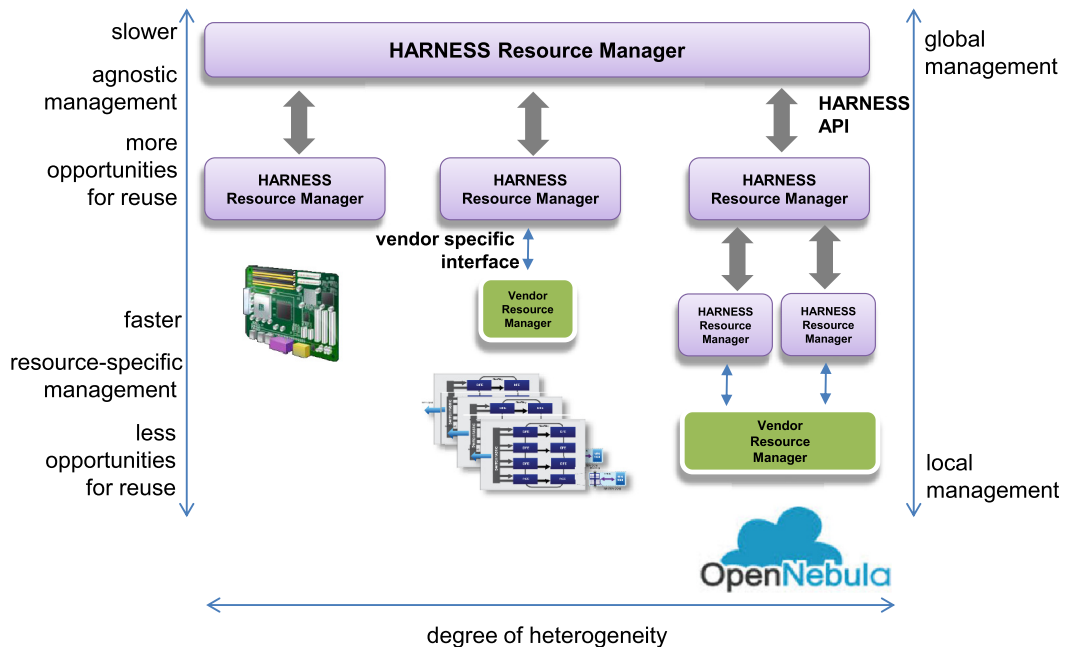 slower
agnostic
management
more
opportunities
for reuse
faster
resource-specific
management
less
opportunities
for reuse
HARNESS Resource Manager
HARNESS
API
HARNESS
Resource Manager
HARNESS
Resource Manager
HARNESS
Resource Manager
vendor specific
interface
Vendor
Resource
Manager
HARNESS
Resource
Manager
HARNESS
Resource
Manager
Vendor
Resource
Manager
OpenNebula
global
management
local
management
degree of heterogeneity